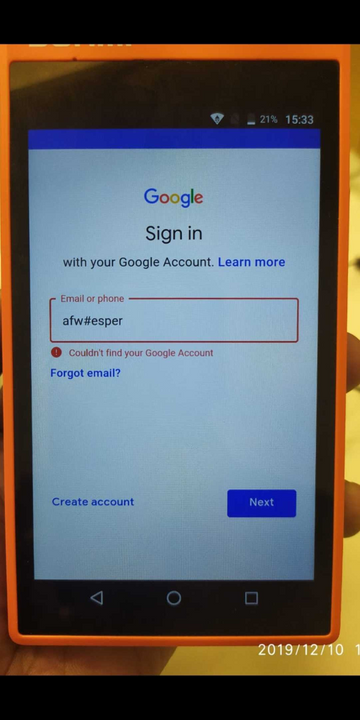 21% 15:33
Google
Sign in
with your Google Account. Learn more
Email or phone
afw#esper
! Couldn't find your Google Account
Forgot email?
Create account
Next
2019/12/10